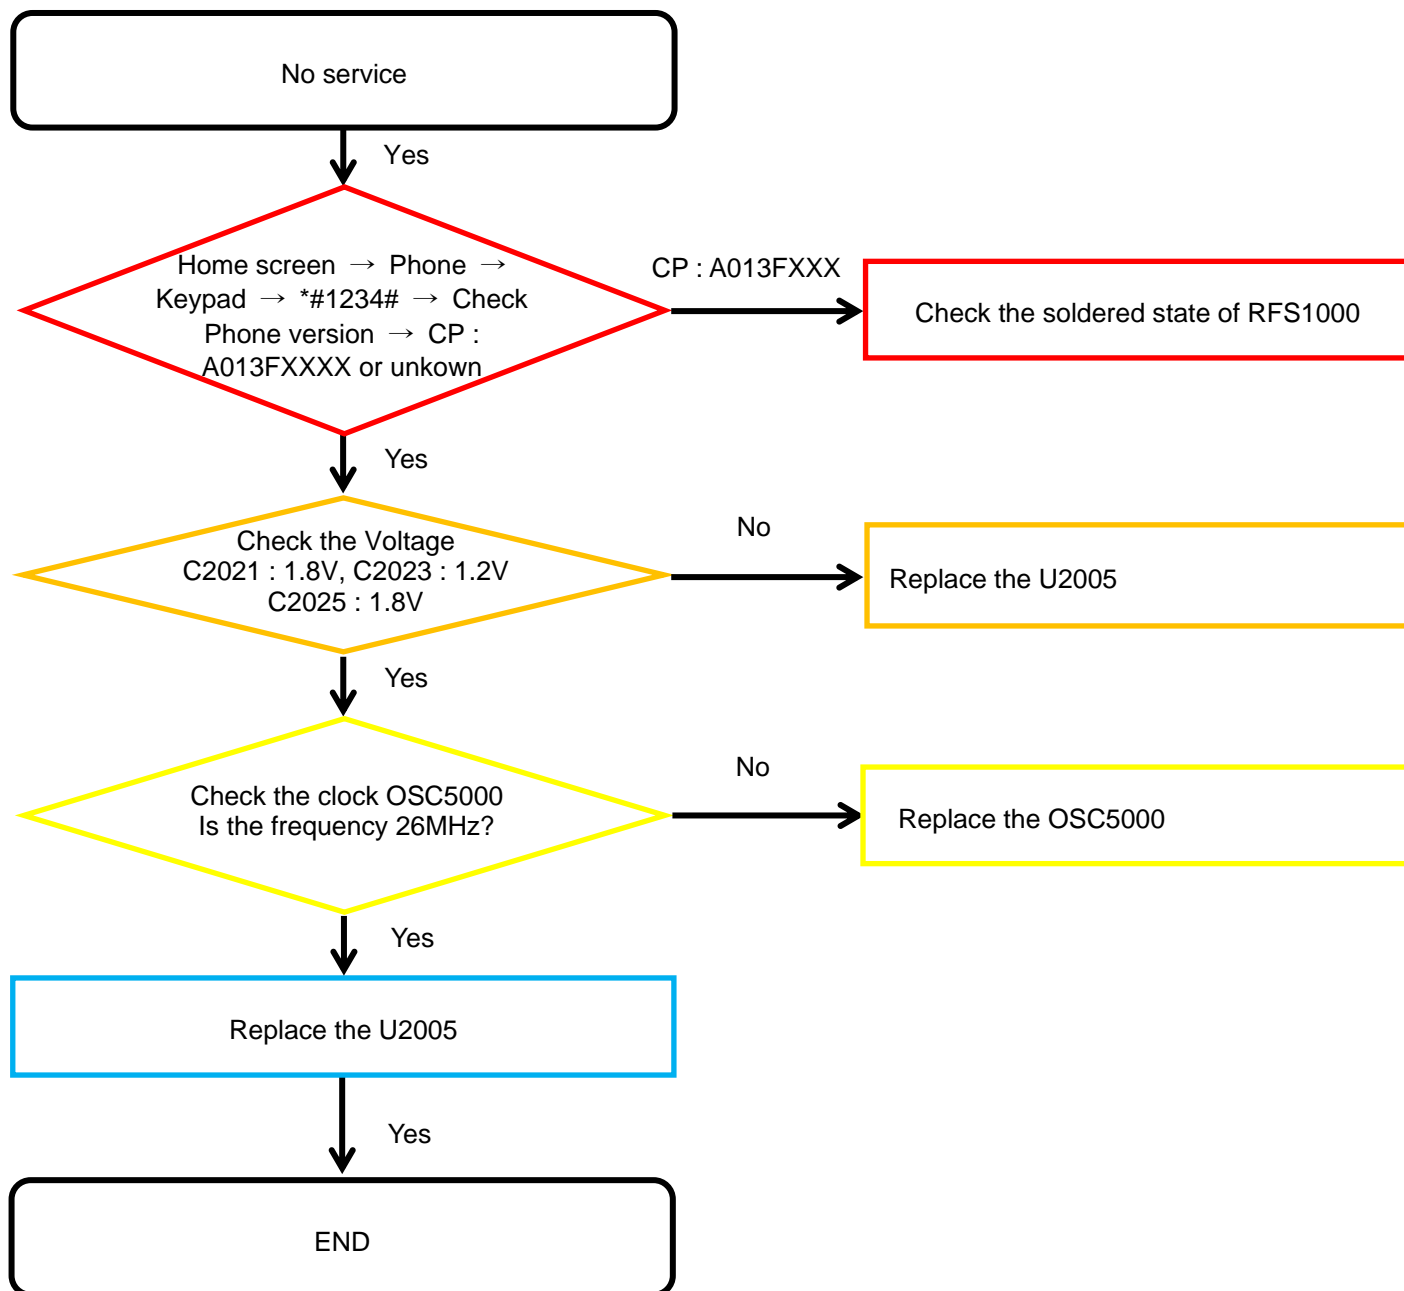 No service
Yes
Home screen → Phone →
Keypad → *#1234# → Check
Phone version → CP :
A013FXXXX or unkown
CP : A013FXXX
Check the soldered state of RFS1000
Yes
Check the Voltage
C2021 : 1.8V, C2023 : 1.2V
C2025 : 1.8V
No
Replace the U2005
Yes
Check the clock OSC5000
Is the frequency 26MHz?
No
Replace the OSC5000
Yes
Replace the U2005
Yes
END